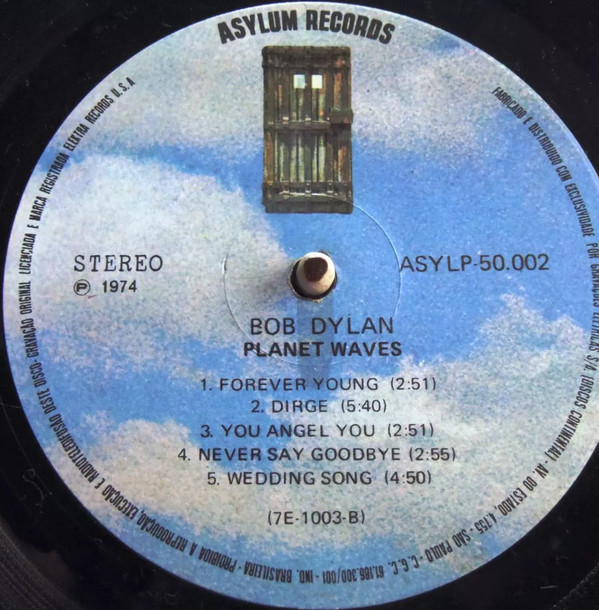 ASYLUM RECORDS
STEREO
Ⓟ 1974
ASYLP-50.002
BOB DYLAN
PLANET WAVES
1. FOREVER YOUNG (2:51)
2. DIRGE (5:40)
3. YOU ANGEL YOU (2:51)
4. NEVER SAY GOODBYE (2:55)
5. WEDDING SONG (4:50)
(7E-1003-B)
FABRICADO E DISTRIBUIDO COM EXCLUSIVIDADE POR GRAVAÇÕES ELÉTRICAS S/A. (DISCOS CONTINENTAL) - AV. DO ESTADO, 4.755 - SÃO PAULO - C.G.C. 61.186.300/001 - IND. BRASILEIRA - PROIBIDA A REPRODUÇÃO, EXECUÇÃO E RADIOTELEDIFUSÃO DESTE DISCO - GRAVAÇÃO ORIGINAL LICENCIADA E MARCA REGISTRADA ELEKTRA RECORDS U.S.A